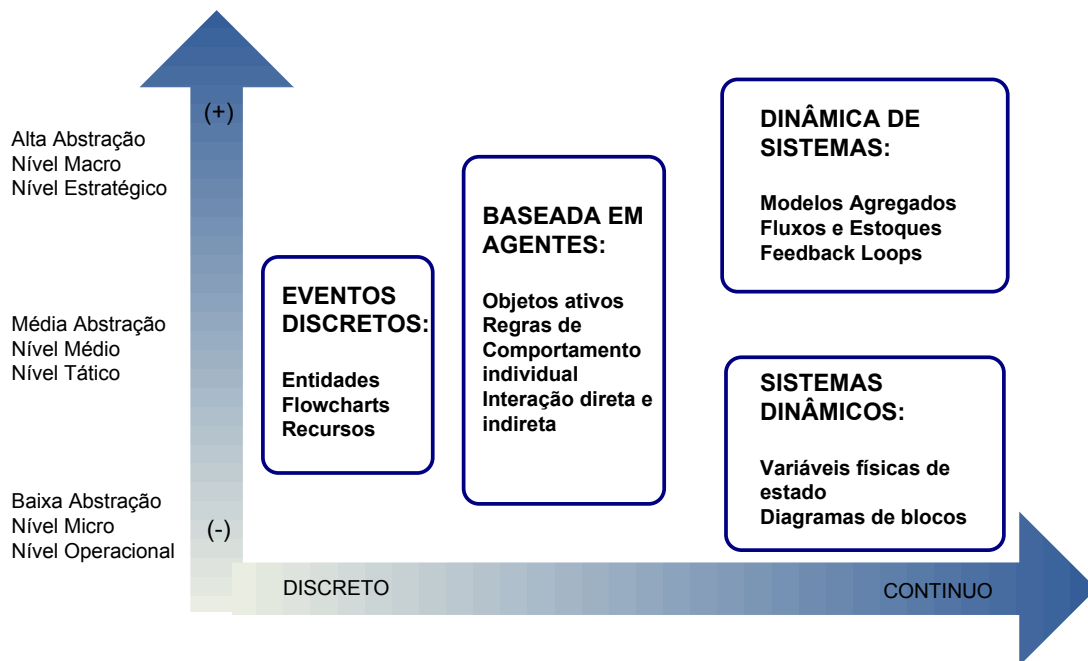 (+)
Alta Abstração
Nível Macro
Nível Estratégico
Média Abstração
Nível Médio
Nível Tático
Baixa Abstração
Nível Micro
Nível Operacional
(-)
EVENTOS
DISCRETOS:
Entidades
Flowcharts
Recursos
BASEADA EM
AGENTES:
Objetos ativos
Regras de
Comportamento
individual
Interação direta e
indireta
DINÂMICA DE
SISTEMAS:
Modelos Agregados
Fluxos e Estoques
Feedback Loops
SISTEMAS
DINÂMICOS:
Variáveis físicas de
estado
Diagramas de blocos
DISCRETO
CONTINUO